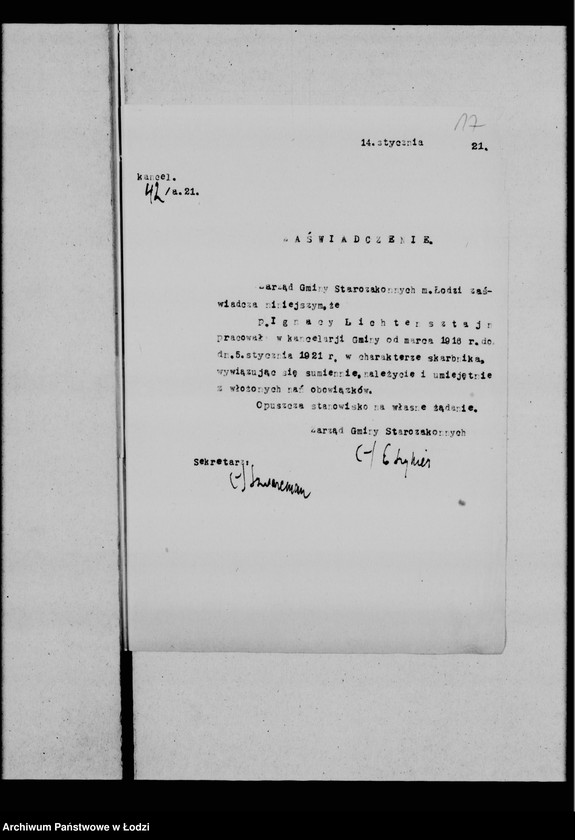 17
14.stycznia 21.
kancel.
42/a.21.
ZAŚWIADCZENIE.
Zarząd Gminy Starozakonnych m.Łodzi zaś-
wiadcza niniejszym,że
p.Ignacy Lichtensztajn
pracował w kancelarji Gminy od marca 1918 r.do
dn.5.stycznia 1921 r, w charakterze skarbnika,
wywiązując się sumiennie,należycie i umiejętnie
z włożonych nań obowiązków.
Opuszcza stanowisko na własne żądanie.
Zarząd Gminy Starozakonnych
(-)
Sekretarz:
(-)
Archiwum Państwowe w Łodzi